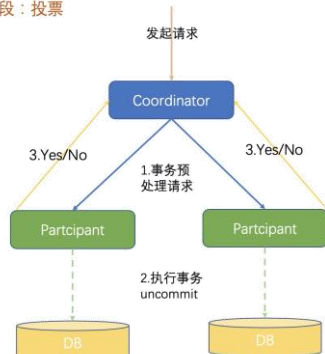 段：投票
发起请求
Coordinator
3.Yes/No
3.Yes/No
1.事务预
处理请求
Partcipant
Partcipant
2.执行事务
uncommit
DB
DB